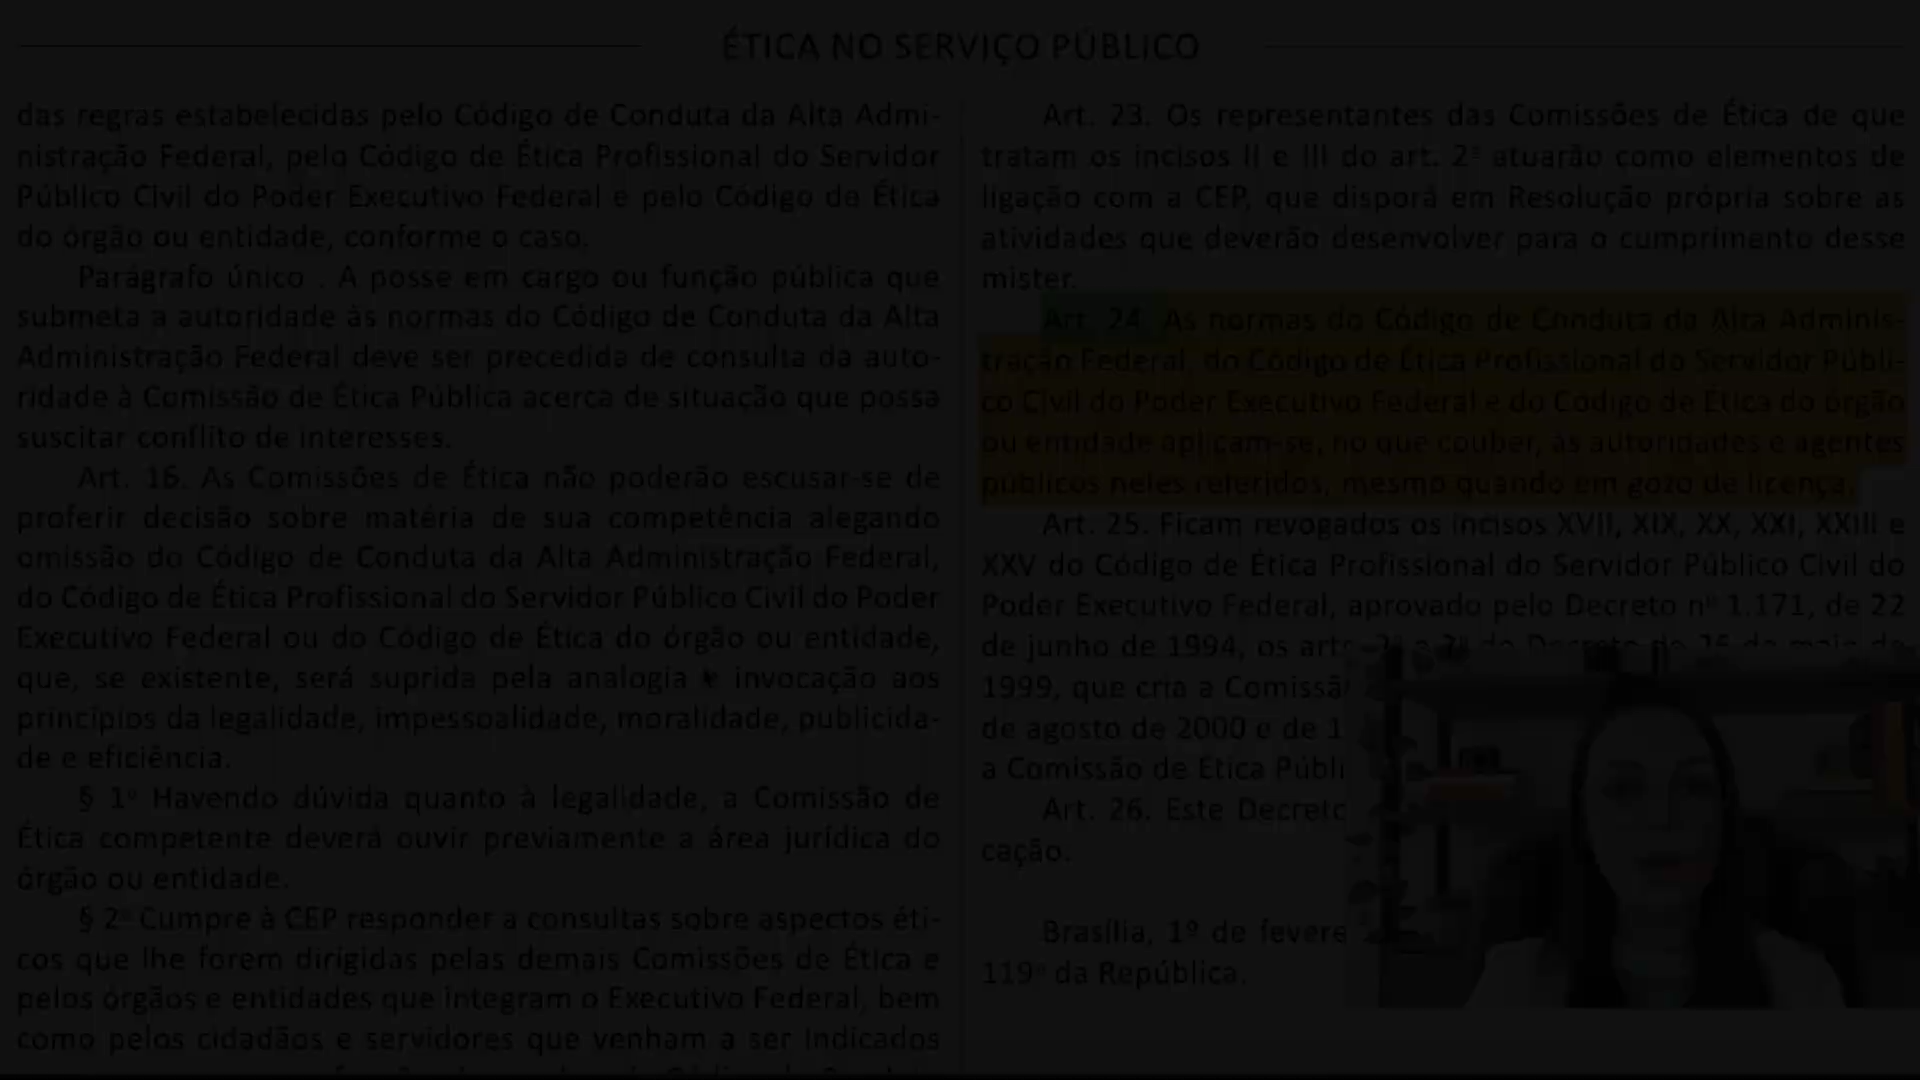 ÉTICA NO SERVIÇO PÚBLICO
das regras estabelecidas pelo Código de Conduta da Alta Admi-
nistração Federal, pelo Código de Ética Profissional do Servidor
Público Civil do Poder Executivo Federal e pelo Código de Ética
do órgão ou entidade, conforme o caso.
Parágrafo único . A posse em cargo ou função pública que
submeta a autoridade às normas do Código de Conduta da Alta
Administração Federal deve ser precedida de consulta da auto-
ridade à Comissão de Ética Pública acerca de situação que possa
suscitar conflito de interesses.
Art. 16. As Comissões de Ética não poderão escusar-se de
proferir decisão sobre matéria de sua competência alegando
omissão do Código de Conduta da Alta Administração Federal,
do Código de Ética Profissional do Servidor Público Civil do Poder
Executivo Federal ou do Código de Ética do órgão ou entidade,
que, se existente, será suprida pela analogia e invocação aos
princípios da legalidade, impessoalidade, moralidade, publicida-
de e eficiência.
§ 1º Havendo dúvida quanto à legalidade, a Comissão de
Ética competente deverá ouvir previamente a área jurídica do
órgão ou entidade.
§ 2º Cumpre à CEP responder a consultas sobre aspectos éti-
cos que lhe forem dirigidas pelas demais Comissões de Ética e
pelos órgãos e entidades que integram o Executivo Federal, bem
como pelos cidadãos e servidores que venham a ser indicados
Art. 23. Os representantes das Comissões de Ética de que
tratam os incisos II e III do art. 2º atuarão como elementos de
ligação com a CEP, que disporá em Resolução própria sobre as
atividades que deverão desenvolver para o cumprimento desse
mister.
Art. 24. As normas do Código de Conduta da Alta Adminis-
tração Federal, do Código de Ética Profissional do Servidor Públi-
co Civil do Poder Executivo Federal e do Código de Ética do órgão
ou entidade aplicam-se, no que couber, às autoridades e agentes
públicos neles referidos, mesmo quando em gozo de licença.
Art. 25. Ficam revogados os incisos XVII, XIX, XX, XXI, XXIII e
XXV do Código de Ética Profissional do Servidor Público Civil do
Poder Executivo Federal, aprovado pelo Decreto nº 1.171, de 22
de junho de 1994, os arts. 2º e 3º do Decreto de 26 de maio de
1999, que cria a Comissã
de agosto de 2000 e de 1
a Comissão de Ética Públi
Art. 26. Este Decreto
cação.
Brasília, 1º de fevere
119º da República.